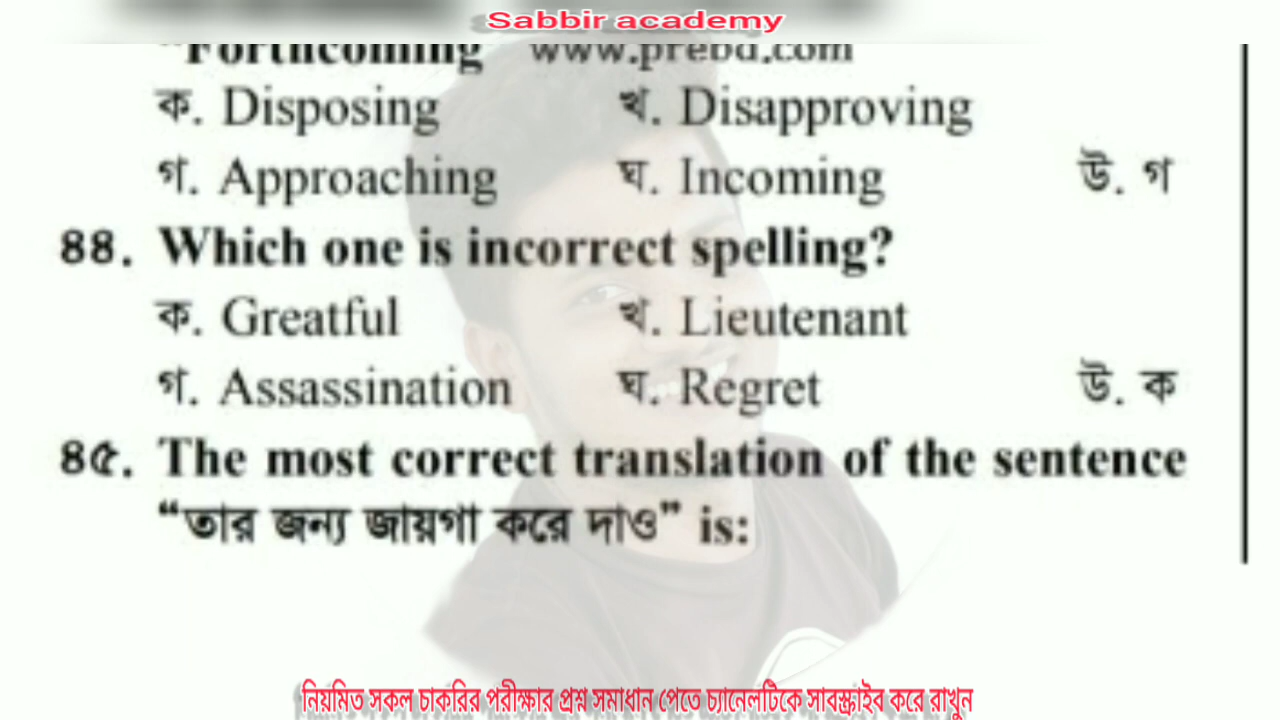 Sabbir academy
"Forthcoming www.prebd.com
ক. Disposing খ. Disapproving
গ. Approaching ঘ. Incoming উ. গ
৪৪. Which one is incorrect spelling?
ক. Greatful খ. Lieutenant
গ. Assassination ঘ. Regret উ. ক
৪৫. The most correct translation of the sentence
“তার জন্য জায়গা করে দাও” is:
নিয়মিত সকল চাকরির পরীক্ষার প্রশ্ন সমাধান পেতে চ্যানেলটিকে সাবস্ক্রাইব করে রাখুন